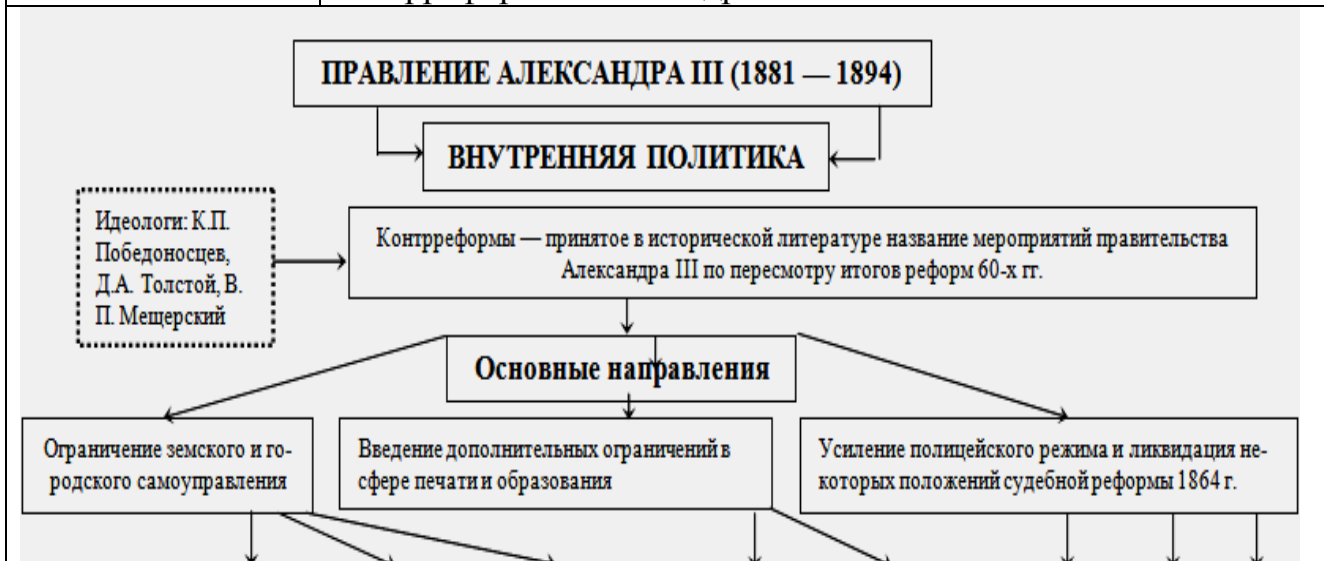 ПРАВЛЕНИЕ АЛЕКСАНДРА III (1881 — 1894)
ВНУТРЕННЯЯ ПОЛИТИКА
Идеологи: К.П.
Победоносцев,
Д.А. Толстой, В.
П. Мещерский
Контрреформы — принятое в исторической литературе название мероприятий правительства
Александра III по пересмотру итогов реформ 60-х гг.
Основные направления
Ограничение земского и го-
родского самоуправления
Введение дополнительных ограничений в
сфере печати и образования
Усиление полицейского режима и ликвидация не-
которых положений судебной реформы 1864 г.